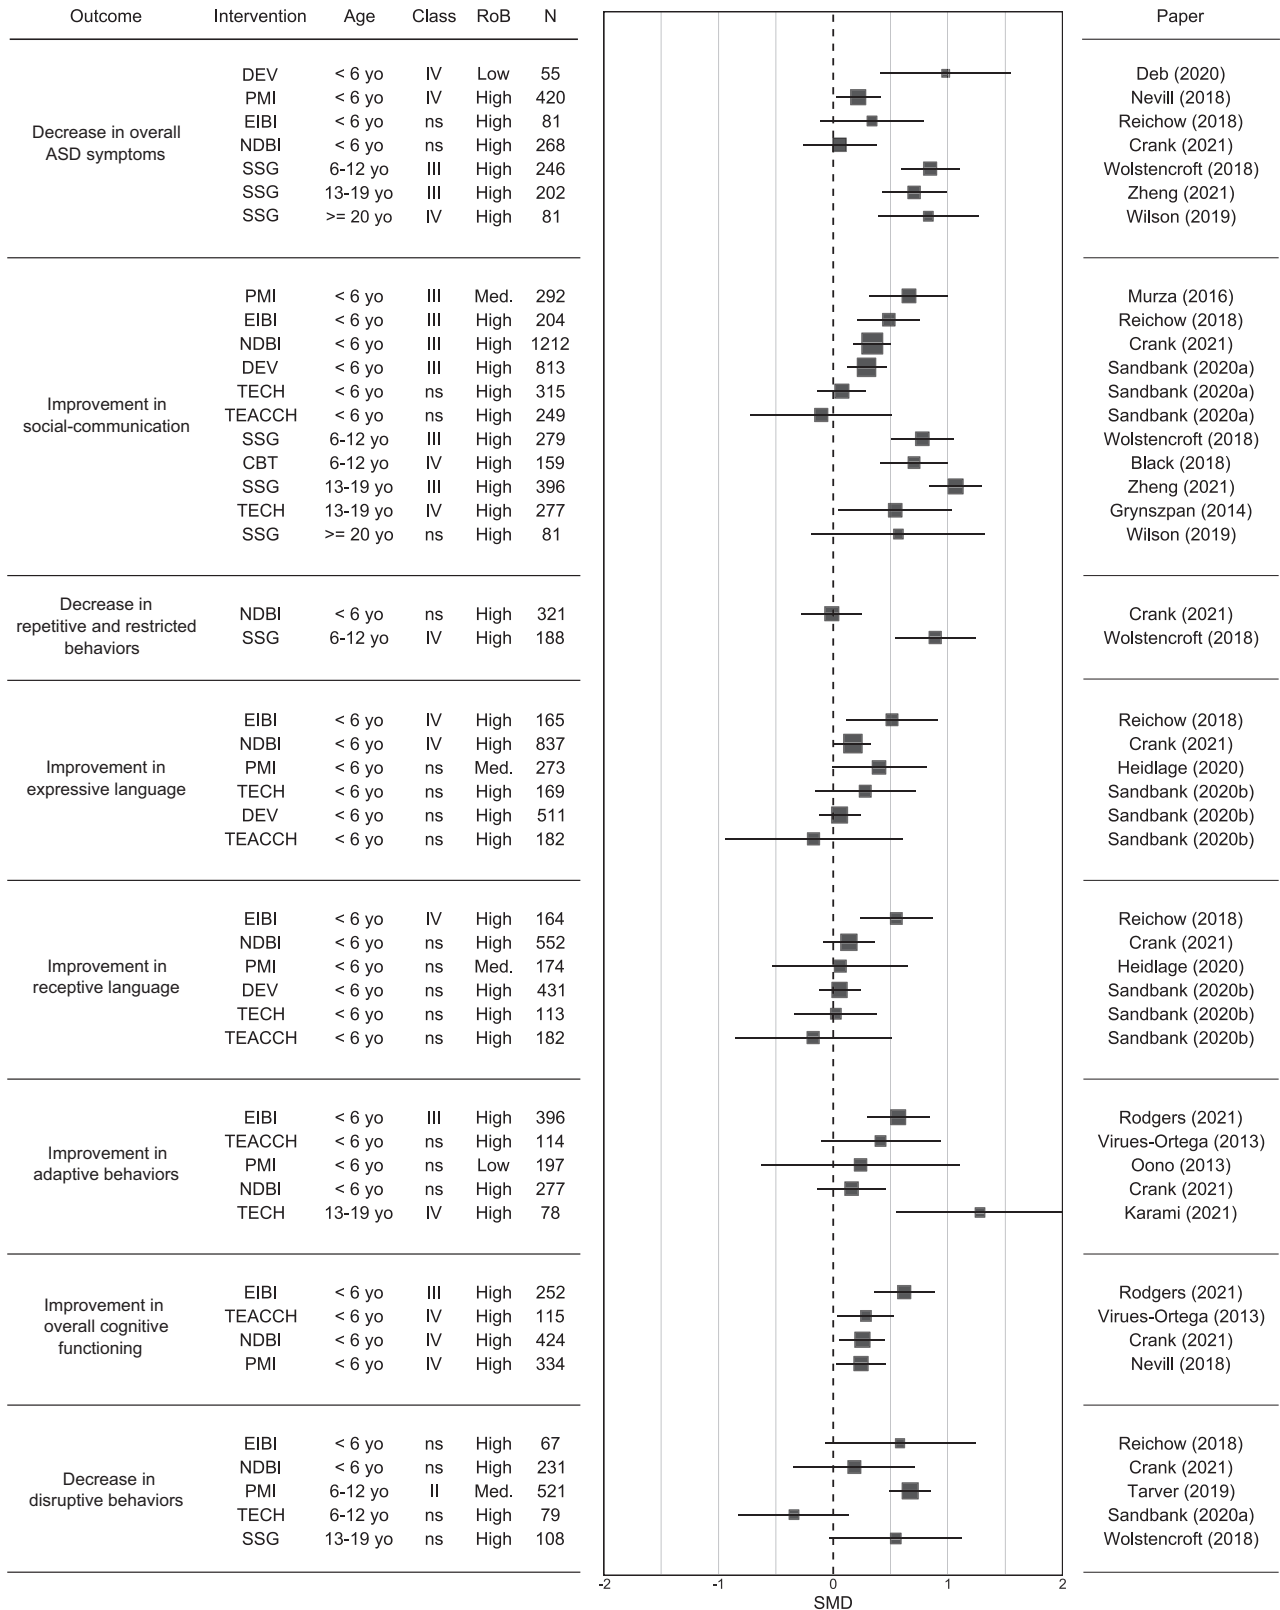 Outcome Intervention Age Class RoB N Paper
Decrease in overall
ASD symptoms
DEV < 6 yo IV Low 55 Deb (2020)
PMI < 6 yo IV High 420 Nevill (2018)
EIBI < 6 yo ns High 81 Reichow (2018)
NDBI < 6 yo ns High 268 Crank (2021)
SSG 6-12 yo III High 246 Wolstencroft (2018)
SSG 13-19 yo III High 202 Zheng (2021)
SSG >= 20 yo IV High 81 Wilson (2019)
Improvement in
social-communication
PMI < 6 yo III Med. 292 Murza (2016)
EIBI < 6 yo III High 204 Reichow (2018)
NDBI < 6 yo III High 1212 Crank (2021)
DEV < 6 yo III High 813 Sandbank (2020a)
TECH < 6 yo ns High 315 Sandbank (2020a)
TEACCH < 6 yo ns High 249 Sandbank (2020a)
SSG 6-12 yo III High 279 Wolstencroft (2018)
CBT 6-12 yo IV High 159 Black (2018)
SSG 13-19 yo III High 396 Zheng (2021)
TECH 13-19 yo IV High 277 Grynszpan (2014)
SSG >= 20 yo ns High 81 Wilson (2019)
Decrease in
repetitive and restricted
behaviors
NDBI < 6 yo ns High 321 Crank (2021)
SSG 6-12 yo IV High 188 Wolstencroft (2018)
Improvement in
expressive language
EIBI < 6 yo IV High 165 Reichow (2018)
NDBI < 6 yo IV High 837 Crank (2021)
PMI < 6 yo ns Med. 273 Heidlage (2020)
TECH < 6 yo ns High 169 Sandbank (2020b)
DEV < 6 yo ns High 511 Sandbank (2020b)
TEACCH < 6 yo ns High 182 Sandbank (2020b)
Improvement in
receptive language
EIBI < 6 yo IV High 164 Reichow (2018)
NDBI < 6 yo ns High 552 Crank (2021)
PMI < 6 yo ns Med. 174 Heidlage (2020)
DEV < 6 yo ns High 431 Sandbank (2020b)
TECH < 6 yo ns High 113 Sandbank (2020b)
TEACCH < 6 yo ns High 182 Sandbank (2020b)
Improvement in
adaptive behaviors
EIBI < 6 yo III High 396 Rodgers (2021)
TEACCH < 6 yo ns High 114 Virues-Ortega (2013)
PMI < 6 yo ns Low 197 Oono (2013)
NDBI < 6 yo ns High 277 Crank (2021)
TECH 13-19 yo IV High 78 Karami (2021)
Improvement in
overall cognitive
functioning
EIBI < 6 yo III High 252 Rodgers (2021)
TEACCH < 6 yo IV High 115 Virues-Ortega (2013)
NDBI < 6 yo IV High 424 Crank (2021)
PMI < 6 yo IV High 334 Nevill (2018)
Decrease in
disruptive behaviors
EIBI < 6 yo ns High 67 Reichow (2018)
NDBI < 6 yo ns High 231 Crank (2021)
PMI 6-12 yo II Med. 521 Tarver (2019)
TECH 6-12 yo ns High 79 Sandbank (2020a)
SSG 13-19 yo ns High 108 Wolstencroft (2018)
-2 -1 0 1 2
SMD